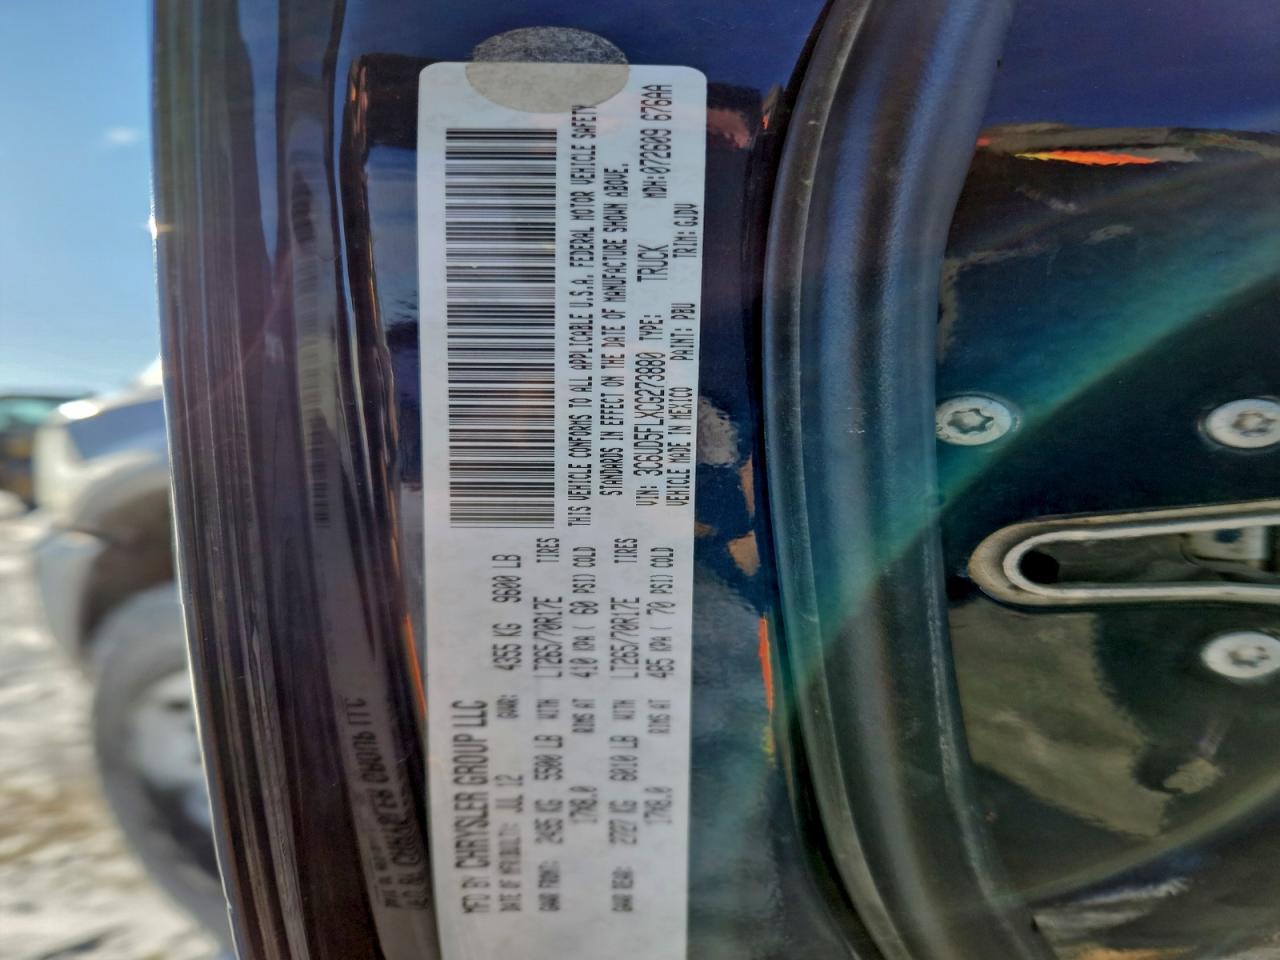 MFD BY CHRYSLER GROUP LLC
DATE OF MFR(BUILT): JUL 12 GVWR: 4355 KG 9600 LB
GAWR FRONT: 2495 KG 5500 LB WITH LT265/70R17E TIRES
17X8.0 RIMS AT 410 KPA ( 60 PSI) COLD
GAWR REAR: 2727 KG 6010 LB WITH LT265/70R17E TIRES
17X8.0 RIMS AT 485 KPA ( 70 PSI) COLD
THIS VEHICLE CONFORMS TO ALL APPLICABLE U.S.A. FEDERAL MOTOR VEHICLE SAFETY
STANDARDS IN EFFECT ON THE DATE OF MANUFACTURE SHOWN ABOVE.
VIN: 3C6UD5FLXCG273880 TYPE: TRUCK MDH:072609 676AA
VEHICLE MADE IN MEXICO PAINT: PBU TRIM: GJDV